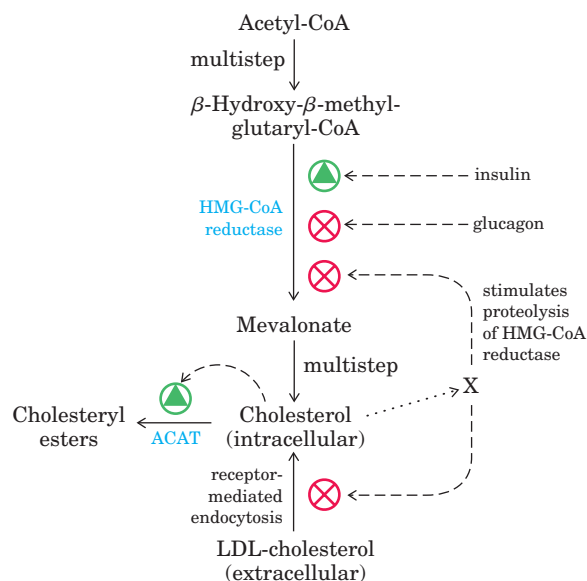 Acetyl-CoA
multistep
β-Hydroxy-β-methyl-
glutaryl-CoA
insulin
HMG-CoA
reductase
glucagon
stimulates
proteolysis
of HMG-CoA
reductase
Mevalonate
multistep
X
Cholesteryl
esters
ACAT
Cholesterol
(intracellular)
receptor-
mediated
endocytosis
LDL-cholesterol
(extracellular)